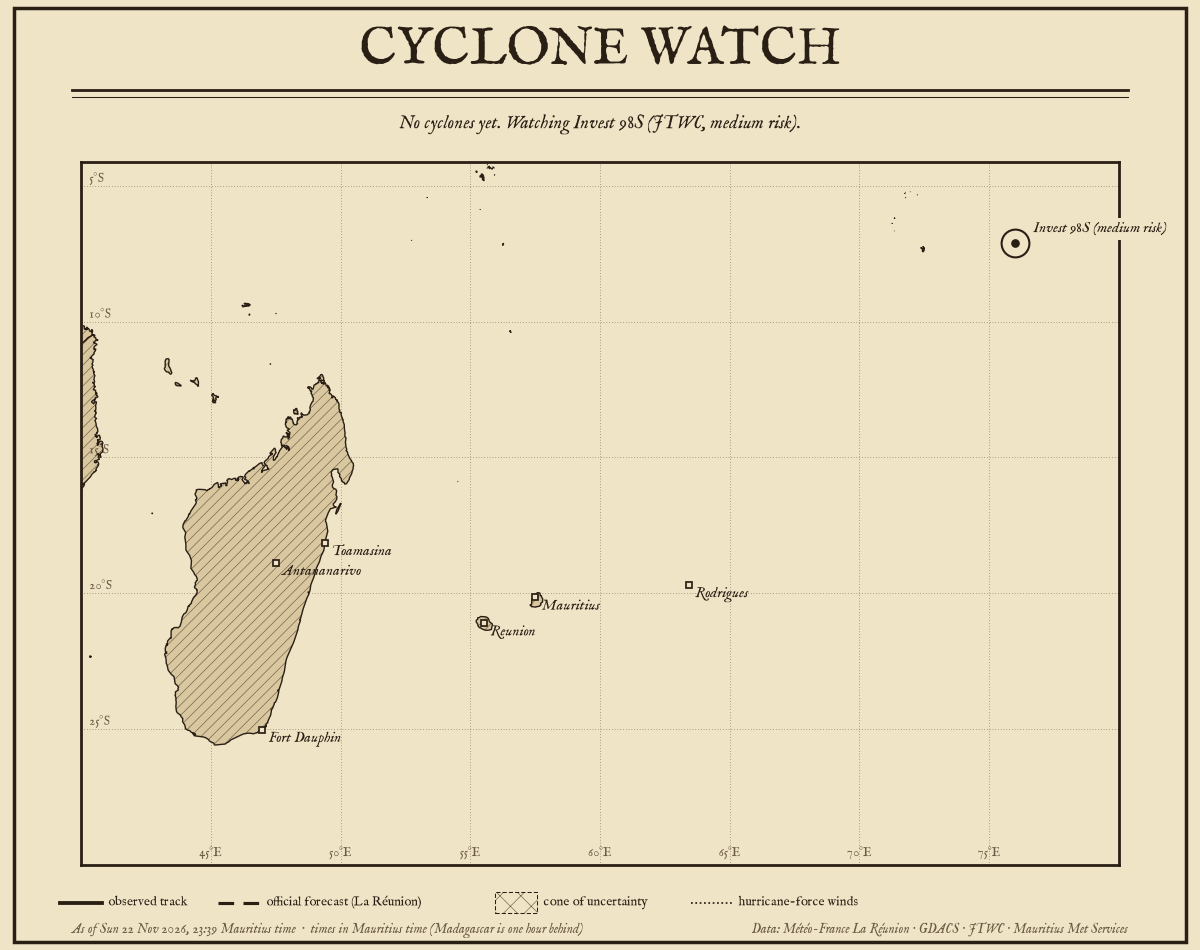 CYCLONE WATCH
No cyclones yet. Watching Invest 98S (JTWC, medium risk).
5°S
Invest 98S (medium risk)
10°S
15°S
Toamasina
Antananarivo
20°S
Rodrigues
Mauritius
Reunion
25°S
Fort Dauphin
45°E 50°E 55°E 60°E 65°E 70°E 75°E
observed track official forecast (La Réunion) cone of uncertainty hurricane-force winds
As of Sun 22 Nov 2026, 23:39 Mauritius time · times in Mauritius time (Madagascar is one hour behind) Data: Météo-France La Réunion · GDACS · JTWC · Mauritius Met Services